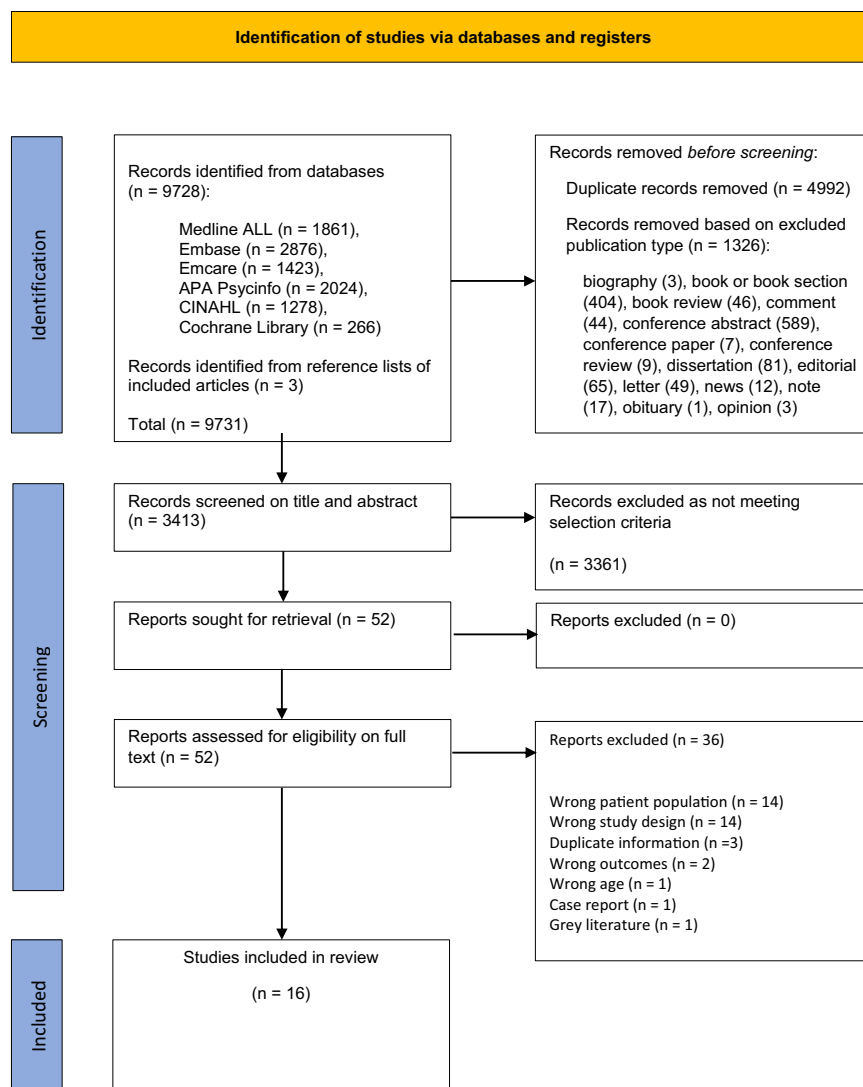 Identification of studies via databases and registers
Identification
Records identified from databases
(n = 9728):
Medline ALL (n = 1861),
Embase (n = 2876),
Emcare (n = 1423),
APA Psycinfo (n = 2024),
CINAHL (n = 1278),
Cochrane Library (n = 266)
Records identified from reference lists of
included articles (n = 3)
Total (n = 9731)
Records removed before screening:
Duplicate records removed (n = 4992)
Records removed based on excluded
publication type (n = 1326):
biography (3), book or book section
(404), book review (46), comment
(44), conference abstract (589),
conference paper (7), conference
review (9), dissertation (81), editorial
(65), letter (49), news (12), note
(17), obituary (1), opinion (3)
Screening
Records screened on title and abstract
(n = 3413)
Records excluded as not meeting
selection criteria
(n = 3361)
Reports sought for retrieval (n = 52)
Reports excluded (n = 0)
Reports assessed for eligibility on full
text (n = 52)
Reports excluded (n = 36)
Wrong patient population (n = 14)
Wrong study design (n = 14)
Duplicate information (n =3)
Wrong outcomes (n = 2)
Wrong age (n = 1)
Case report (n = 1)
Grey literature (n = 1)
Included
Studies included in review
(n = 16)